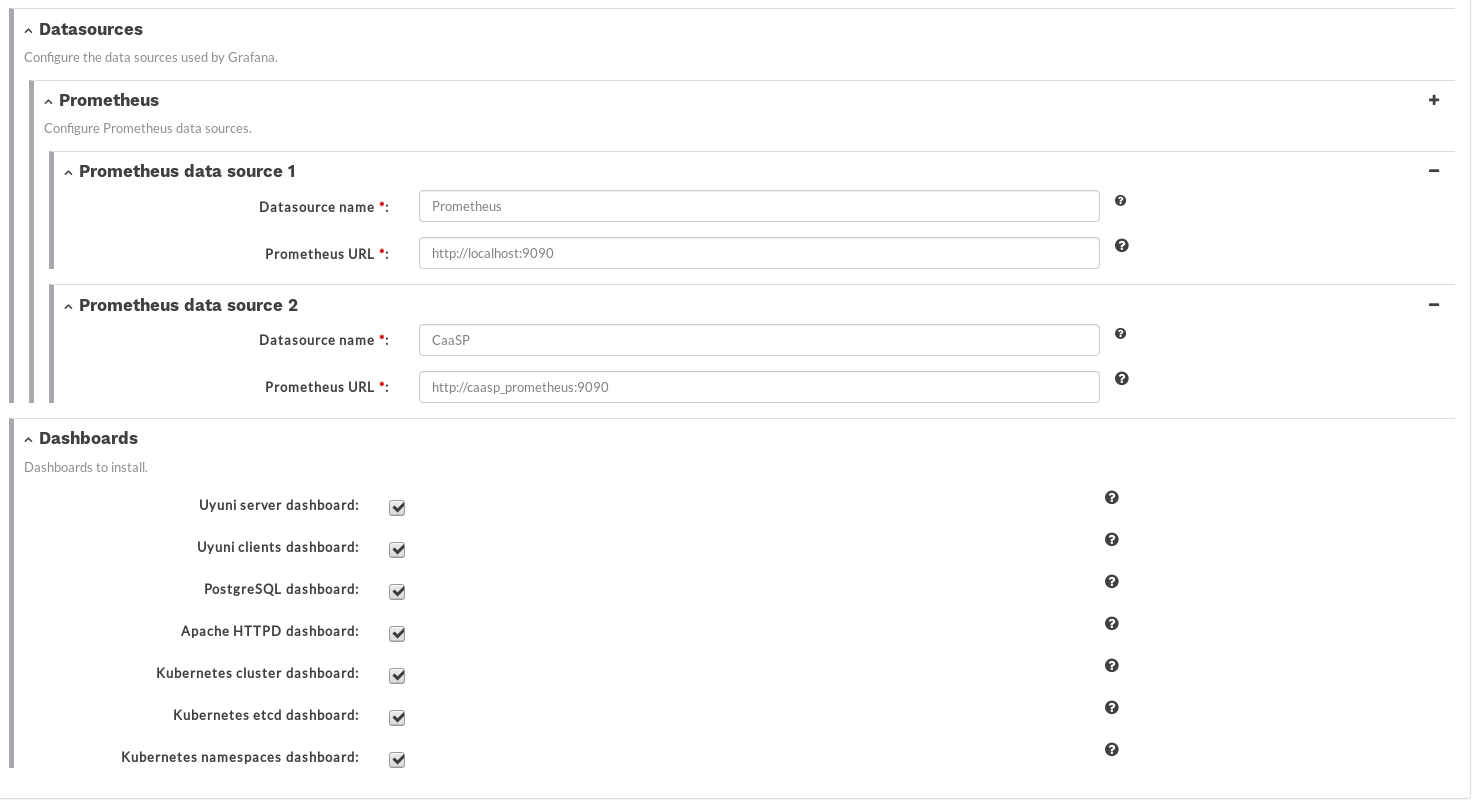 Datasources
Configure the data sources used by Grafana.
Prometheus
Configure Prometheus data sources.
Prometheus data source 1
Datasource name *: Prometheus
Prometheus URL *: http://localhost:9090
Prometheus data source 2
Datasource name *: CaaSP
Prometheus URL *: http://caasp_prometheus:9090
Dashboards
Dashboards to install.
Uyuni server dashboard:
Uyuni clients dashboard:
PostgreSQL dashboard:
Apache HTTPD dashboard:
Kubernetes cluster dashboard:
Kubernetes etcd dashboard:
Kubernetes namespaces dashboard: